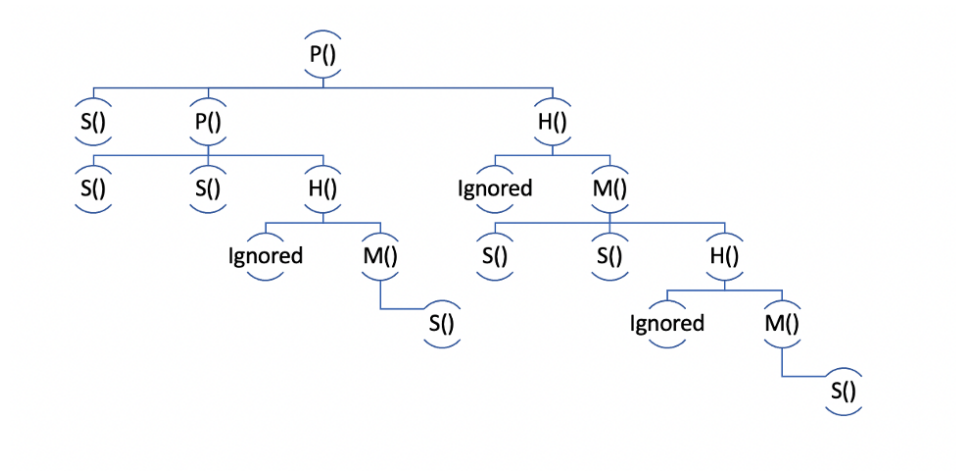 P()
S() P() H()
S() S() H() Ignored M()
Ignored M() S() S() H()
S() Ignored M()
S()